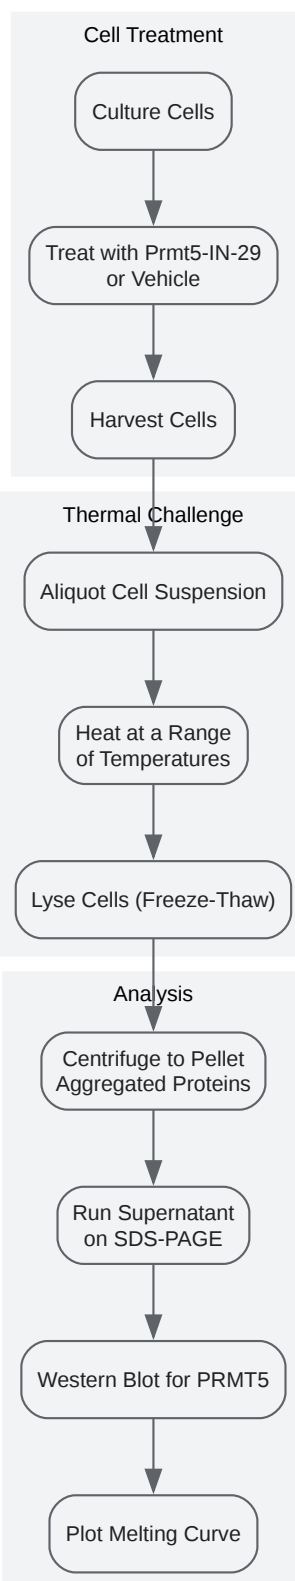 Cell Treatment
Culture Cells
Treat with Prmt5-IN-29
or Vehicle
Harvest Cells
Thermal Challenge
Aliquot Cell Suspension
Heat at a Range
of Temperatures
Lyse Cells (Freeze-Thaw)
Analysis
Centrifuge to Pellet
Aggregated Proteins
Run Supernatant
on SDS-PAGE
Western Blot for PRMT5
Plot Melting Curve